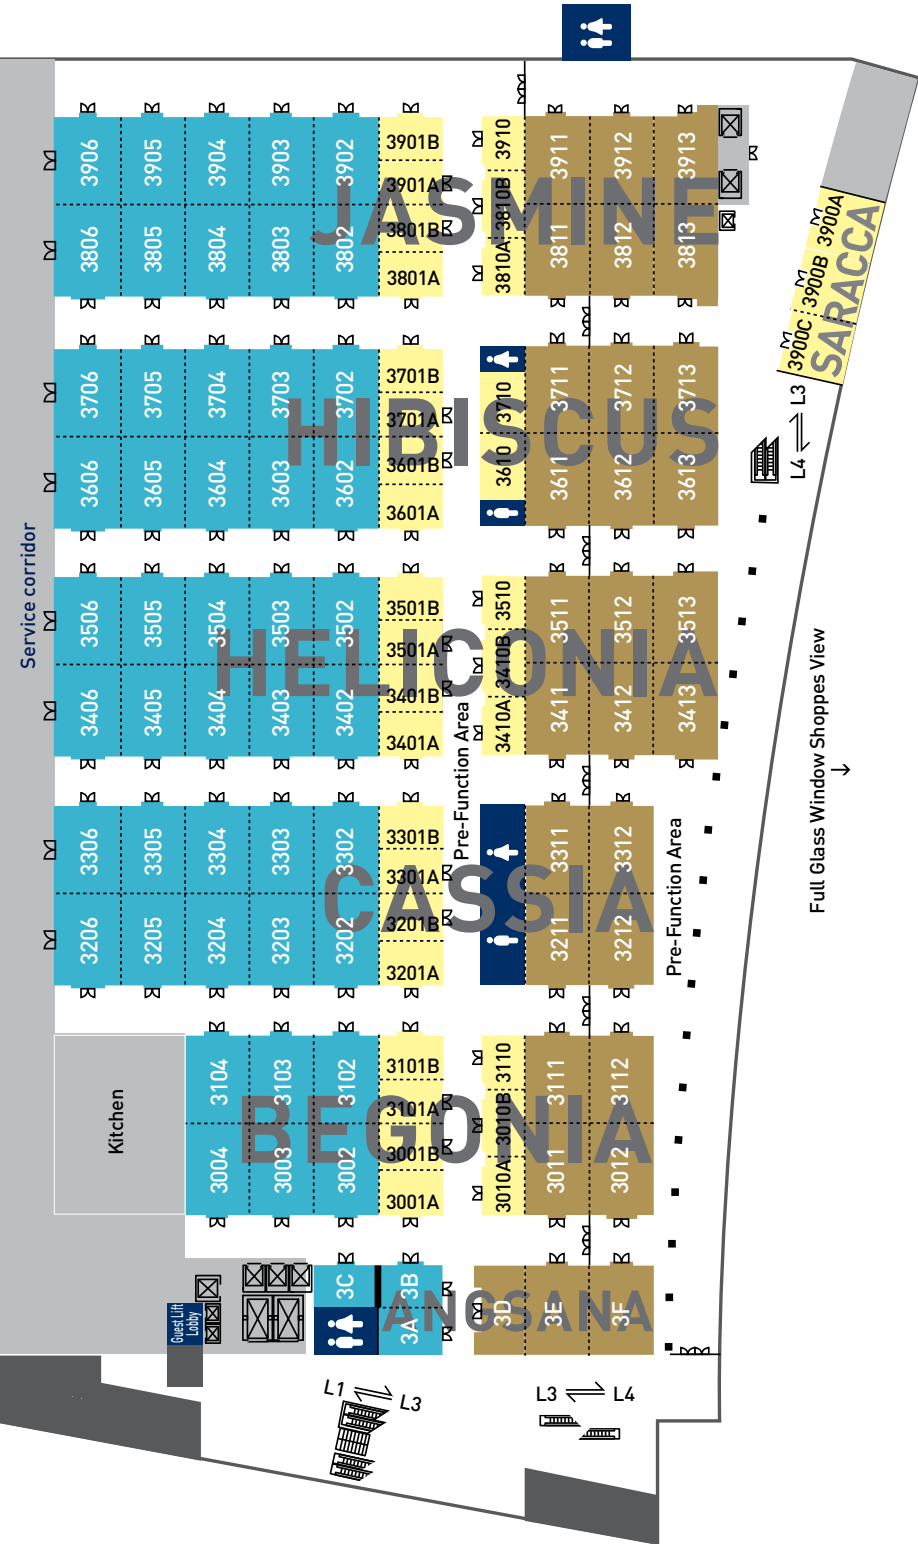 3906
3905
3904
3903
3902
3901B
3901A
3910
3911
3912
3913
JASMINE
3806
3805
3804
3803
3802
3801B
3801A
3810B
3810A
3811
3812
3813
3900A
3900B
3900C
SARACCA
3706
3705
3704
3703
3702
3701B
3701A
3710
3711
3712
3713
HIBISCUS
3606
3605
3604
3603
3602
3601B
3601A
3610
3611
3612
3613
L4
L3
Service corridor
3506
3505
3504
3503
3502
3501B
3501A
3510
3511
3512
3513
HELICONIA
3406
3405
3404
3403
3402
3401B
3401A
3410B
3410A
3411
3412
3413
Pre-Function Area
Full Glass Window Shoppes View
3306
3305
3304
3303
3302
3301B
3301A
3311
3312
CASSIA
3206
3205
3204
3203
3202
3201B
3201A
3211
3212
Pre-Function Area
Kitchen
3104
3103
3102
3101B
3101A
3110
3111
3112
BEGONIA
3004
3003
3002
3001B
3001A
3010B
3010A
3011
3012
3C
3B
3A
ANGSANA
3D
3E
3F
Guest Lift
Lobby
L1
L3
L3
L4